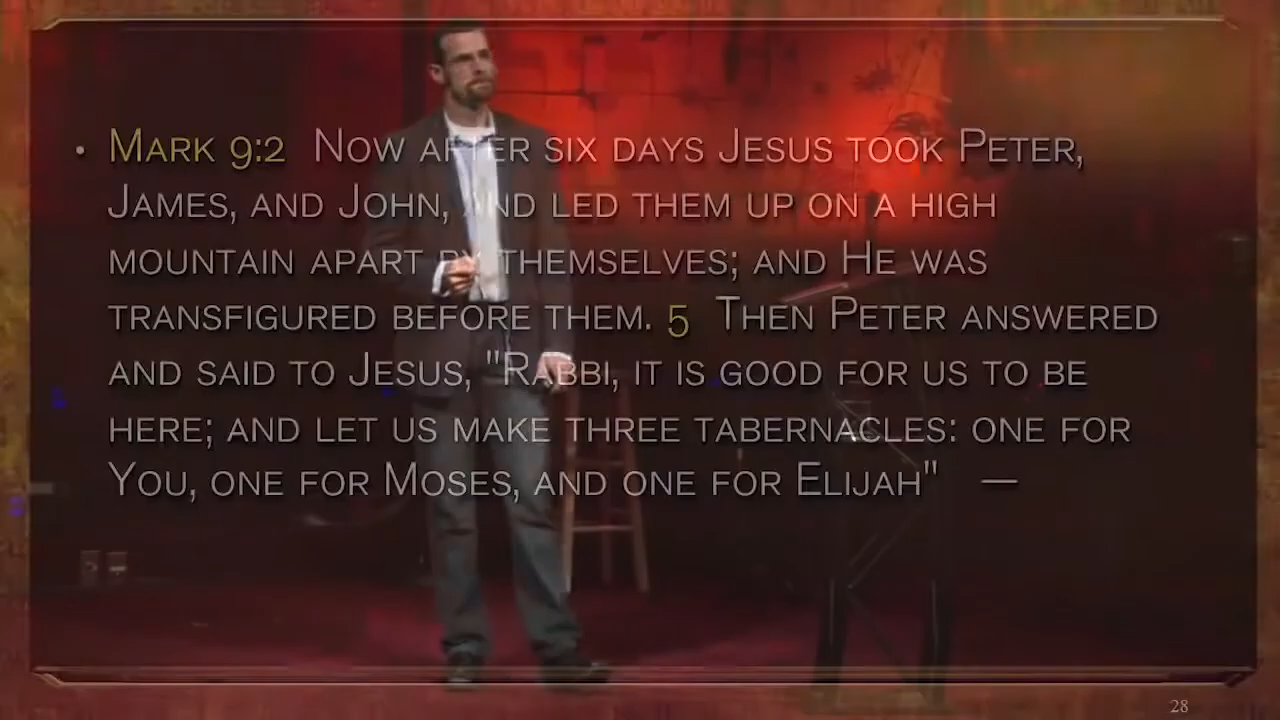 • Mark 9:2 Now after six days Jesus took Peter,
James, and John, and led them up on a high
mountain apart by themselves; and He was
transfigured before them. 5 Then Peter answered
and said to Jesus, "Rabbi, it is good for us to be
here; and let us make three tabernacles: one for
You, one for Moses, and one for Elijah" —
28